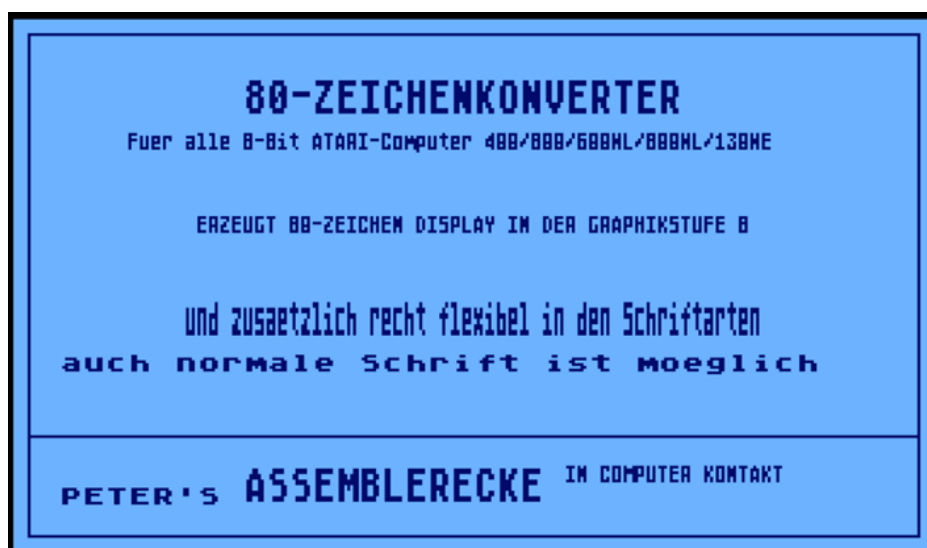 80-ZEICHENKONVERTER
Fuer alle 8-Bit ATARI-Computer 400/800/600XL/800XL/130XE
ERZEUGT 80-ZEICHEN DISPLAY IN DER GRAPHIKSTUFE 8
und zusaetzlich recht flexibel in den Schriftarten
auch normale Schrift ist moeglich
PETER'S ASSEMBLERECKE IN COMPUTER KONTAKT